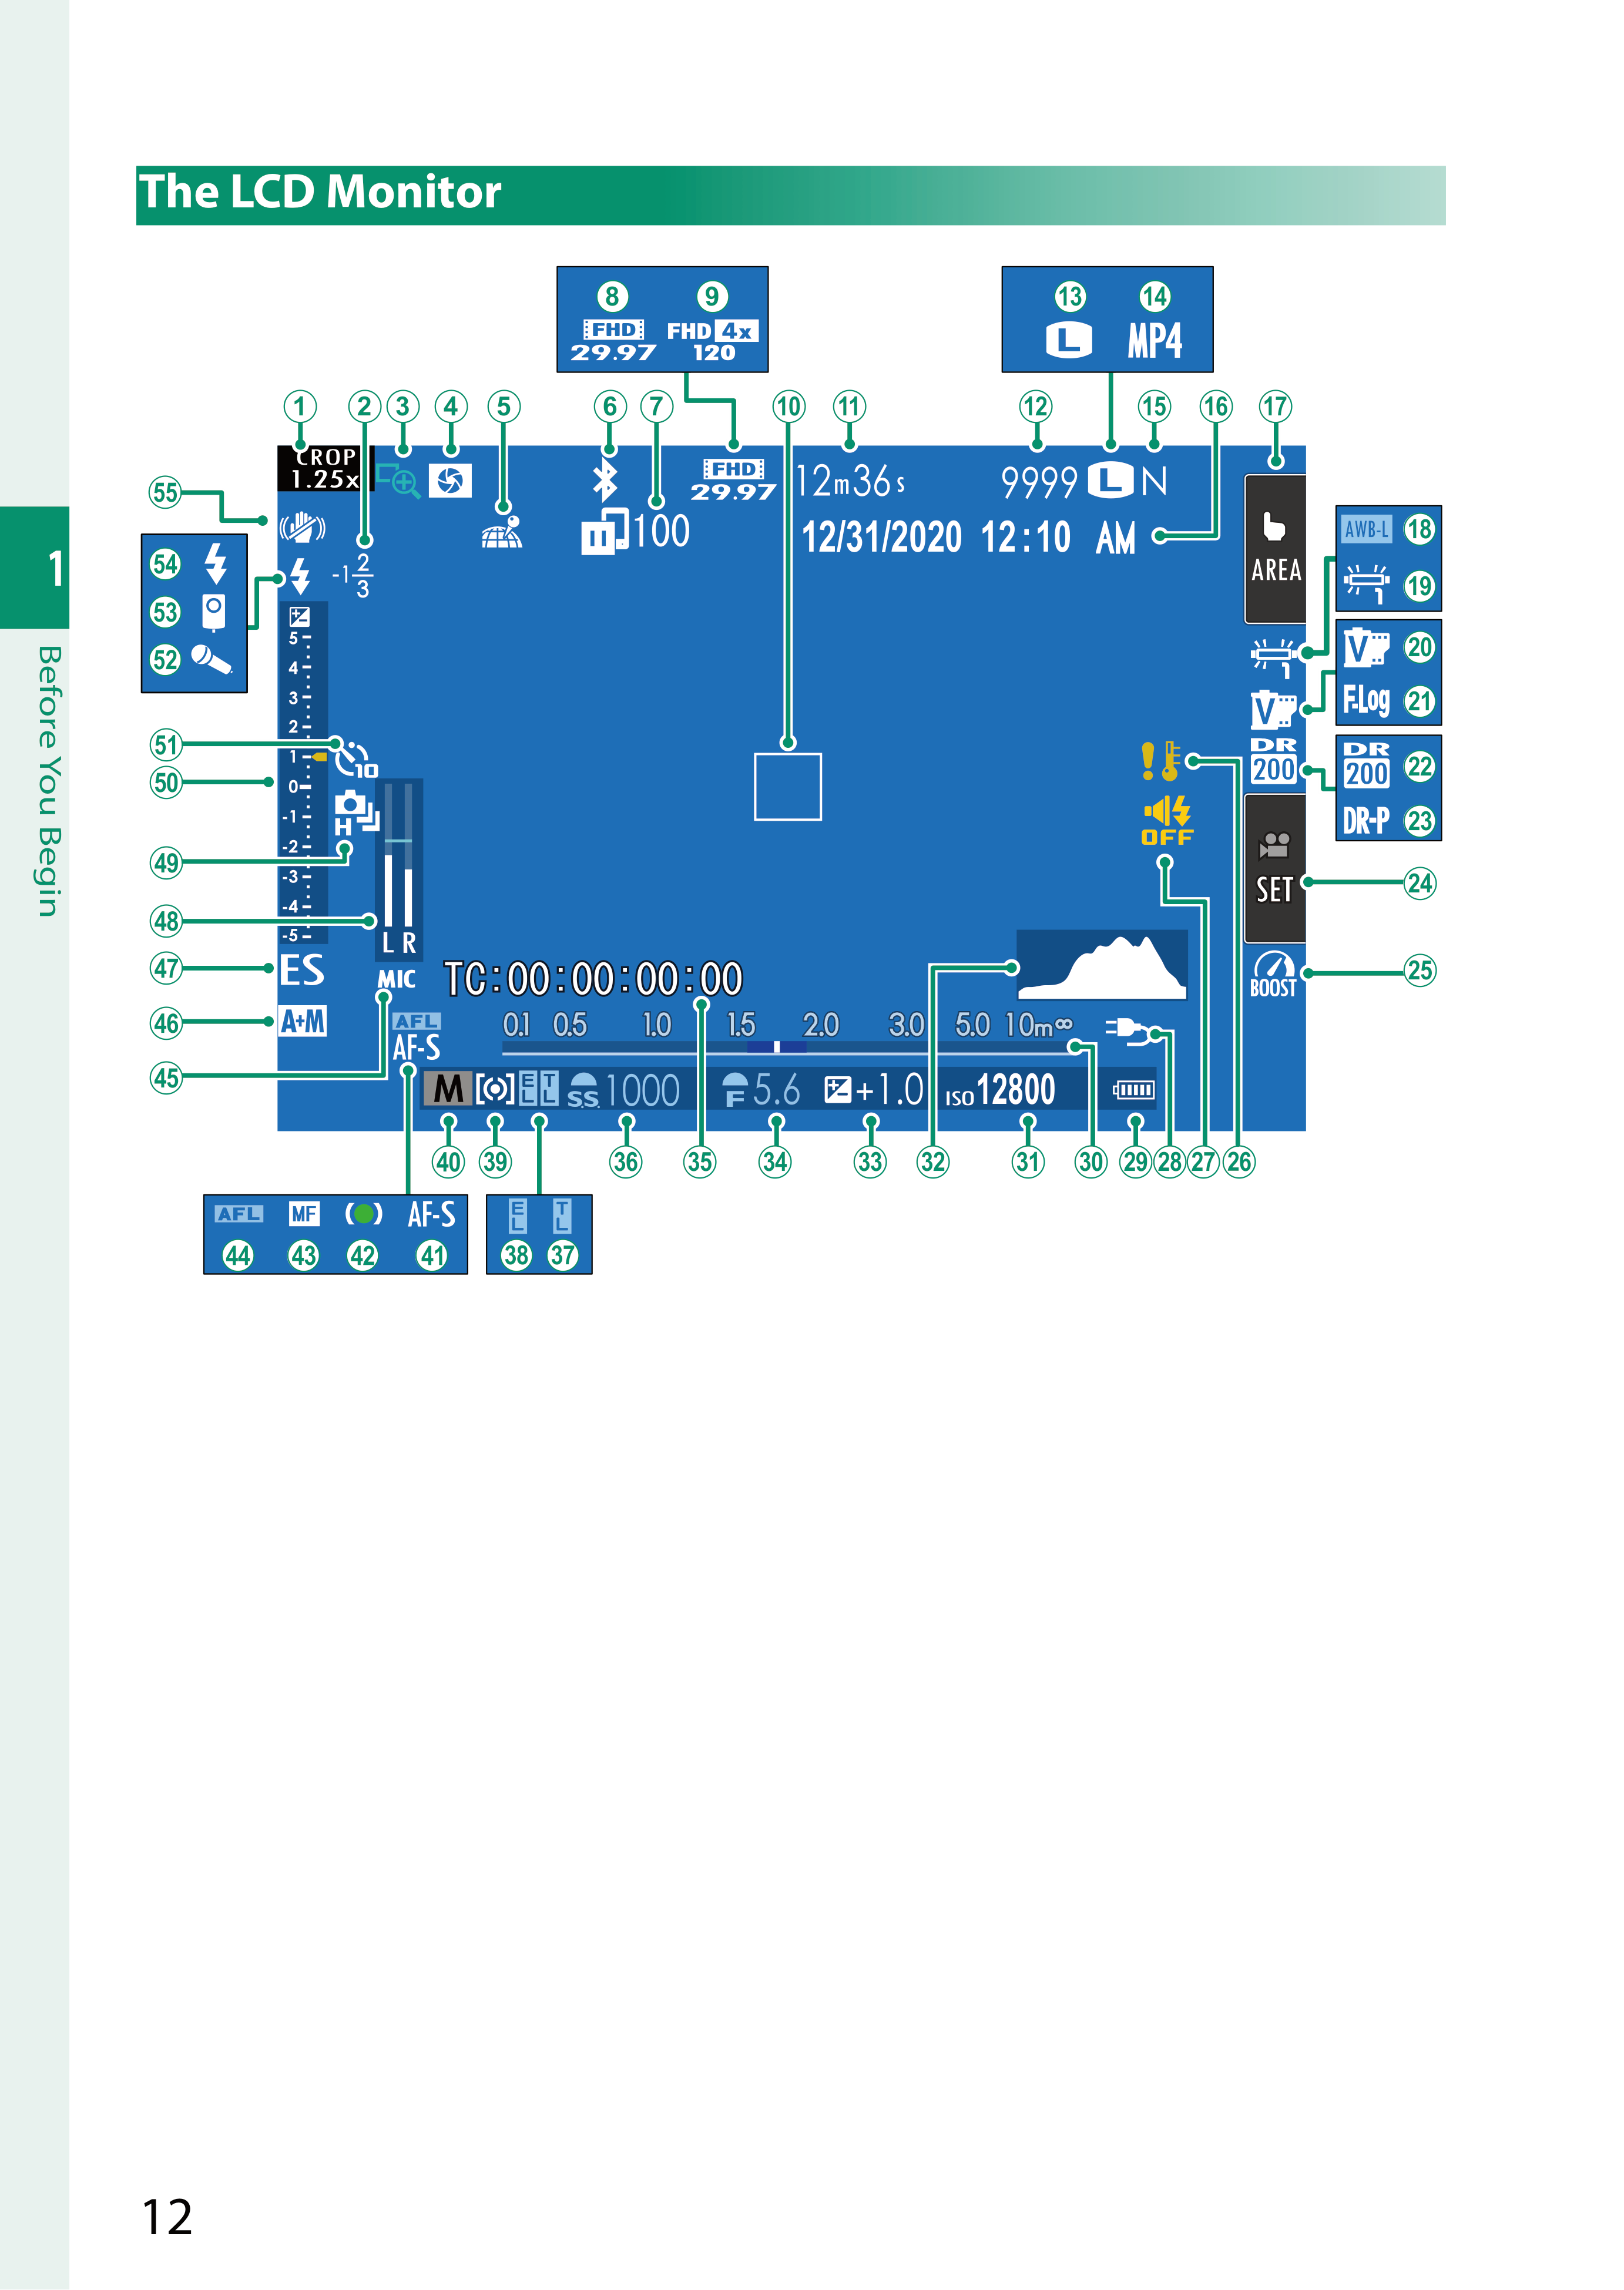 The LCD Monitor
8 9
FHD FHD 4x
29.97 120
13 14
L MP4
1 2 3 4 5 6 7 10 11 12 15 16 17
CROP
1.25x
FHD
29.97 12m36s 9999 L N
100
12/31/2020 12:10 AM
AREA
55
54
53
52
-1 2/3
AWB-L 18
1 19
1
V 20
F-Log 21
V
DR
200
DR
200 22
DR-P 23
5
4
3
2
1
0
-1
-2
-3
-4
-5
51
50
49
48
47
46
45
10
H
L R
OFF
SET
24
25
BOOST
ES
MIC
A+M
TC:00:00:00:00
AFL
AF-S
0.1 0.5 1.0 1.5 2.0 3.0 5.0 10m∞
M EL TL S.S. 1000 F 5.6 +1.0 ISO 12800
40 39 36 35 34 33 32 31 30 29 28 27 26
AFL MF AF-S
44 43 42 41
EL TL
38 37
1
Before You Begin
12